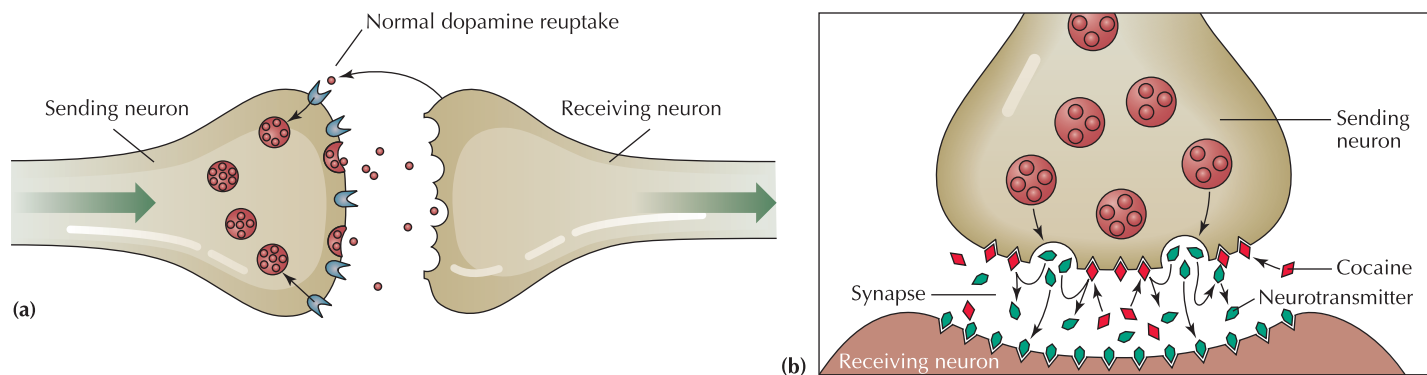 Normal dopamine reuptake
Sending neuron
Receiving neuron
(a)
Sending
neuron
Cocaine
Synapse
Neurotransmitter
Receiving neuron
(b)